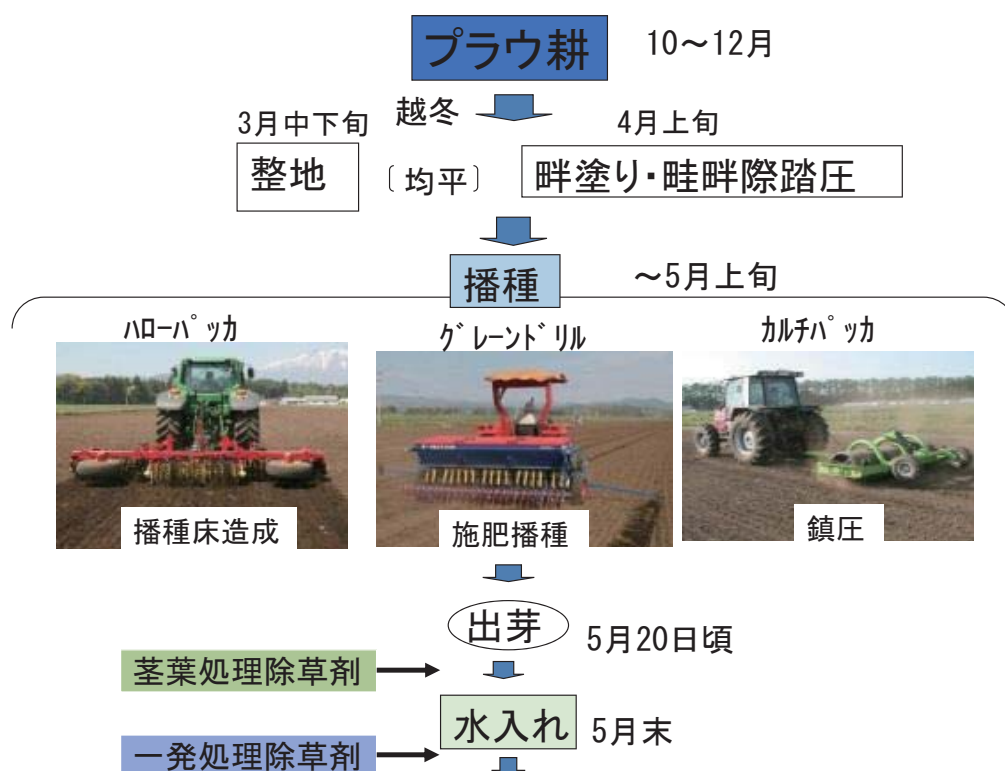 プラウ耕 10～12月
越冬
3月中下旬 4月上旬
整地 〔均平〕 畔塗り・畦畔際踏圧
播種 ～5月上旬
ﾊﾛｰﾊﾟｯｶ ｸﾞﾚｰﾝﾄﾞﾘﾙ ｶﾙﾁﾊﾟｯｶ
播種床造成 施肥播種 鎮圧
出芽 5月20日頃
茎葉処理除草剤
水入れ 5月末
一発処理除草剤